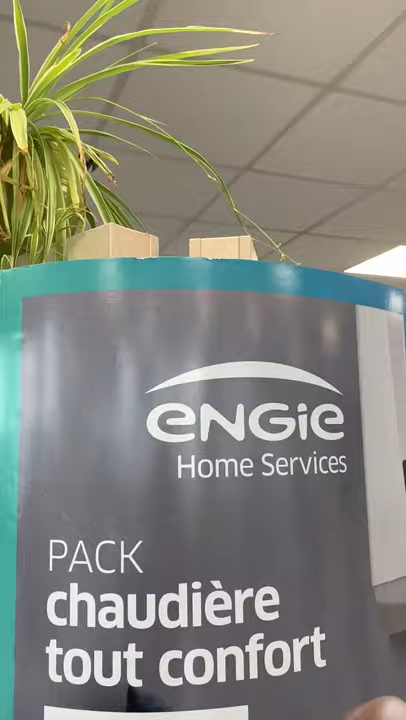 ENGIE
Home Services
PACK
chaudière
tout confort